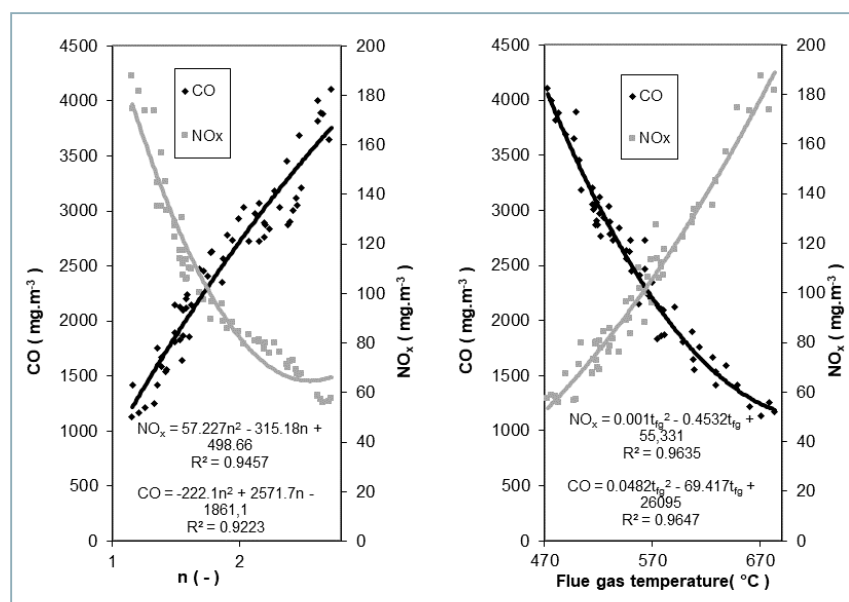 CO ( mg.m-3 )
4500
4000
3500
3000
2500
2000
1500
1000
500
0
CO
NOx
NOx = 57.227n2 - 315.18n +
498.66
R2 = 0.9457
CO = -222.1n2 + 2571.7n -
1861,1
R2 = 0.9223
1
2
n ( - )
200
180
160
140
120
100
80
60
40
20
0
NOx ( mg.m-3 )
CO ( mg.m-3 )
4500
4000
3500
3000
2500
2000
1500
1000
500
0
CO
NOx
NOx = 0.001tfg2 - 0.4532tfg +
55,331
R2 = 0.9635
CO = 0.0482tfg2 - 69.417tfg +
26095
R2 = 0.9647
470
570
670
Flue gas temperature( °C )
200
180
160
140
120
100
80
60
40
20
0
NOx ( mg.m-3 )